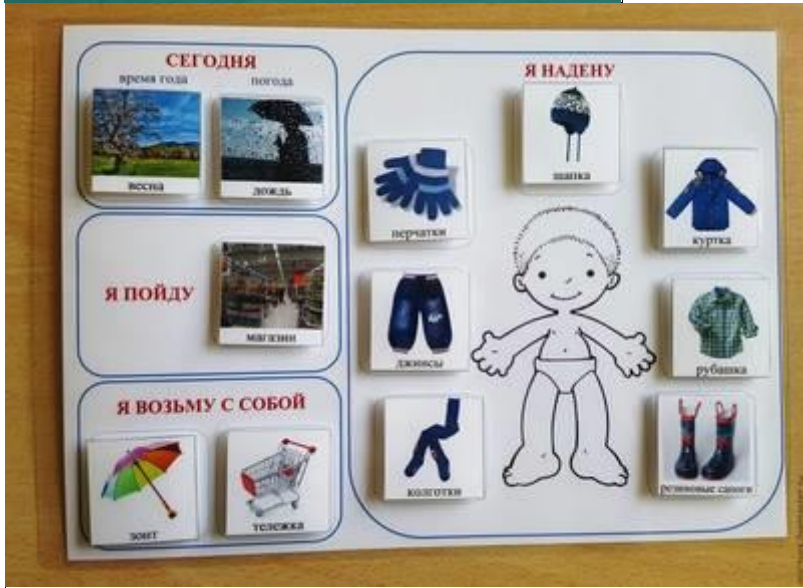 СЕГОДНЯ
время года погода
весна дождь
Я ПОЙДУ
магазин
Я ВОЗЬМУ С СОБОЙ
зонт тележка
Я НАДЕНУ
шапка
перчатки
куртка
джинсы
рубашка
колготки
резиновые сапоги